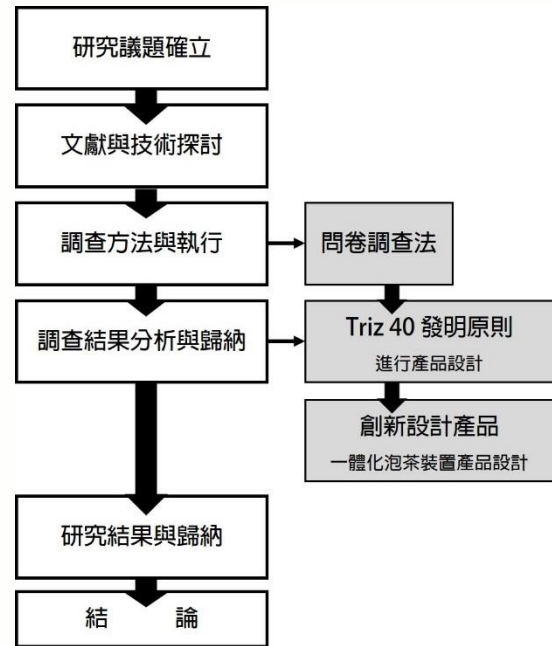 研究議題確立
文獻與技術探討
調查方法與執行
問卷調查法
調查結果分析與歸納
Triz 40 發明原則
進行產品設計
創新設計產品
一體化泡茶裝置產品設計
研究結果與歸納
結 論